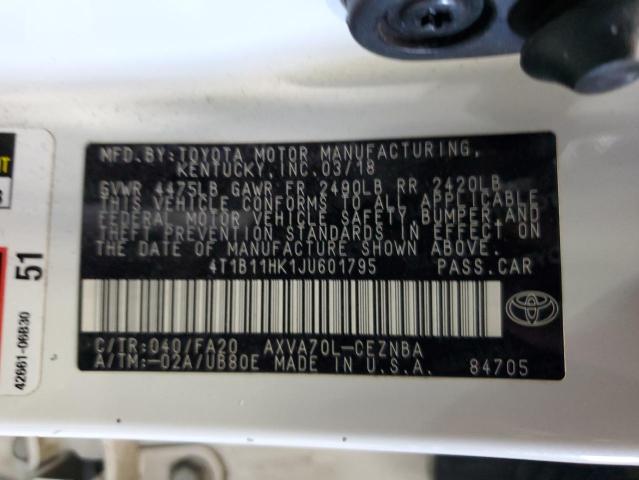 MFD.BY:TOYOTA MOTOR MANUFACTURING,
KENTUCKY,INC.03/18
GVWR 4475LB GAWR FR 2490LB RR 2420LB
THIS VEHICLE CONFORMS TO ALL APPLICABLE
FEDERAL MOTOR VEHICLE SAFETY,BUMPER,AND
THEFT PREVENTION STANDARDS IN EFFECT ON
THE DATE OF MANUFACTURE SHOWN ABOVE.
4T1B11HK1JU601795 PASS.CAR
C/TR:040/FA20 AXVA70L-CEZNBA
A/TM:-02A/UB80E MADE IN U.S.A. 84705
51
42661-06B30